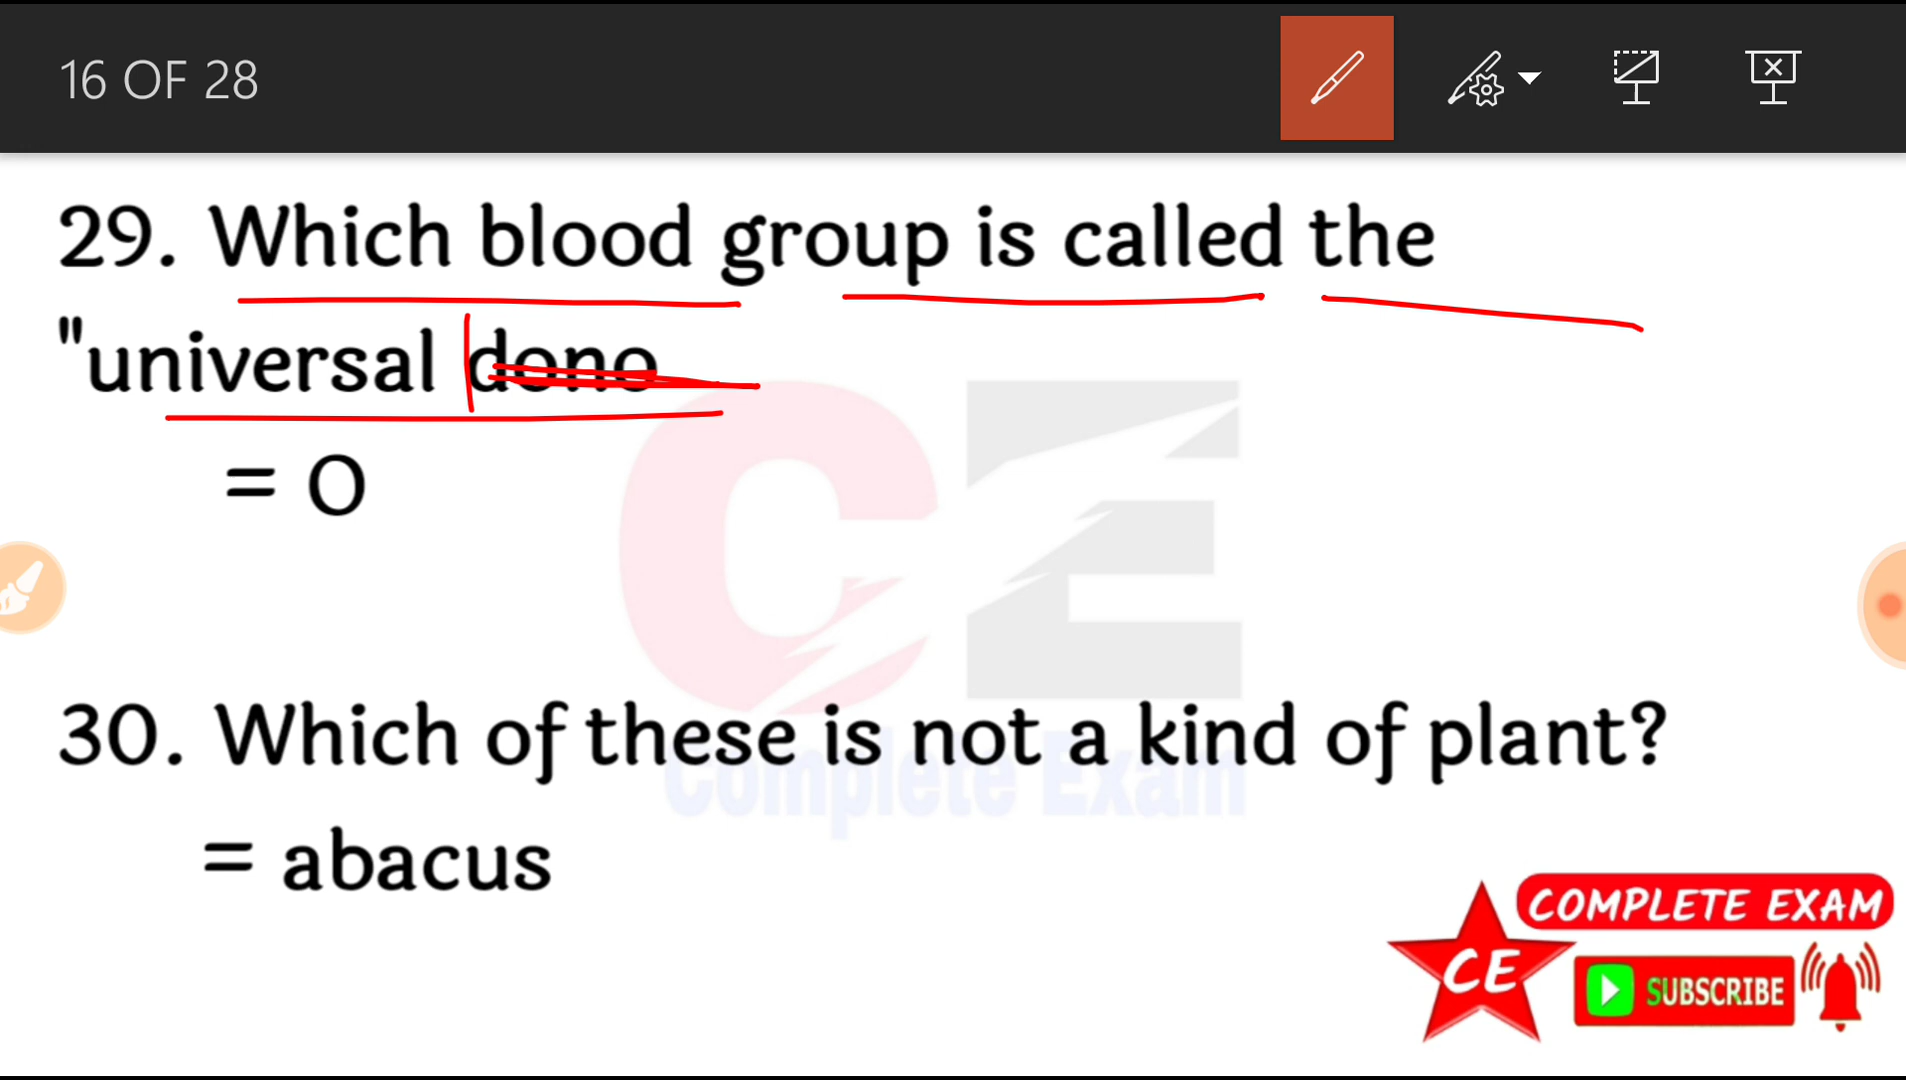 16 OF 28
29. Which blood group is called the
"universal dono
= O
30. Which of these is not a kind of plant?
Complete Exam
= abacus
COMPLETE EXAM
CE
SUBSCRIBE
CE